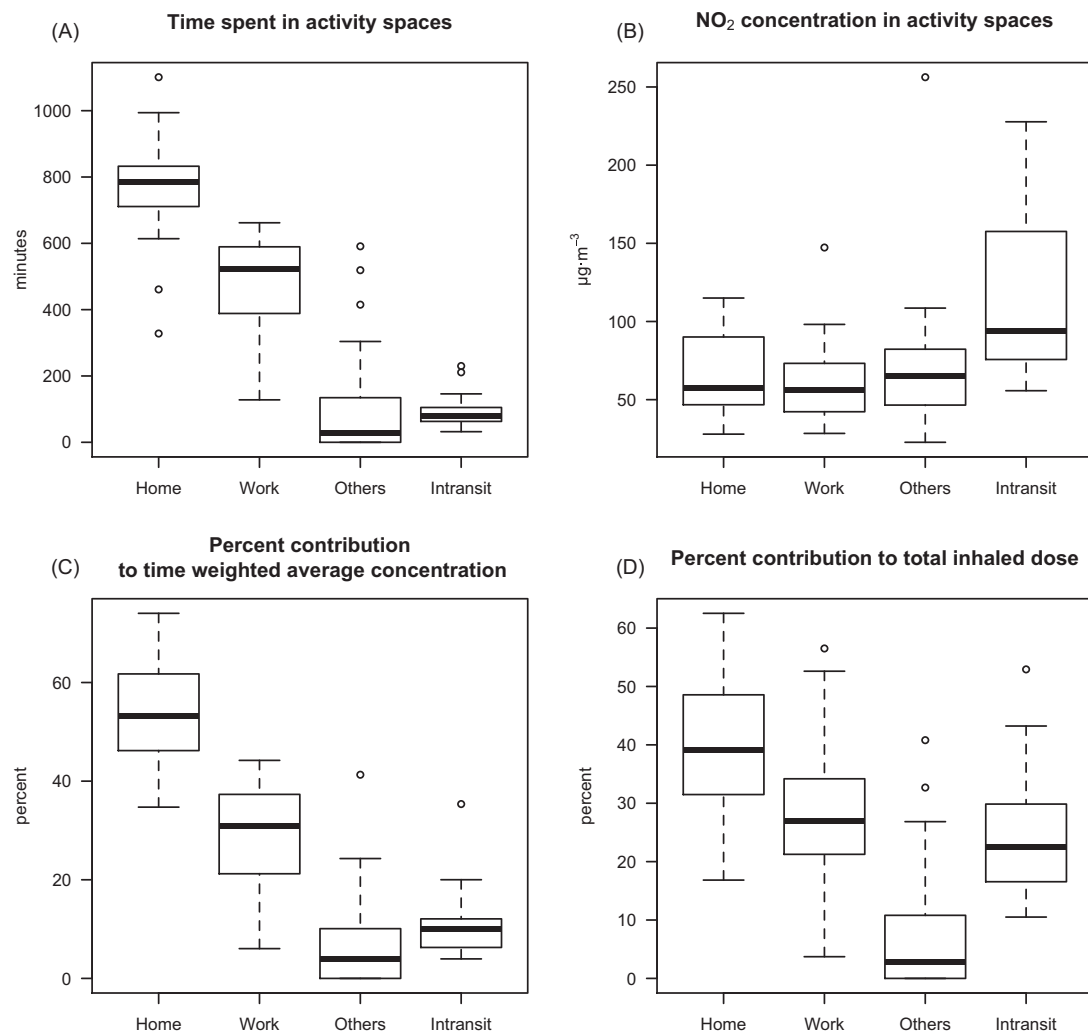 (A)
Time spent in activity spaces
1000
800
600
400
200
0
minutes
Home Work Others Intransit
(B)
NO₂ concentration in activity spaces
250
200
150
100
50
µg·m⁻³
Home Work Others Intransit
(C)
Percent contribution
to time weighted average concentration
60
40
20
0
percent
Home Work Others Intransit
(D)
Percent contribution to total inhaled dose
60
50
40
30
20
10
0
percent
Home Work Others Intransit